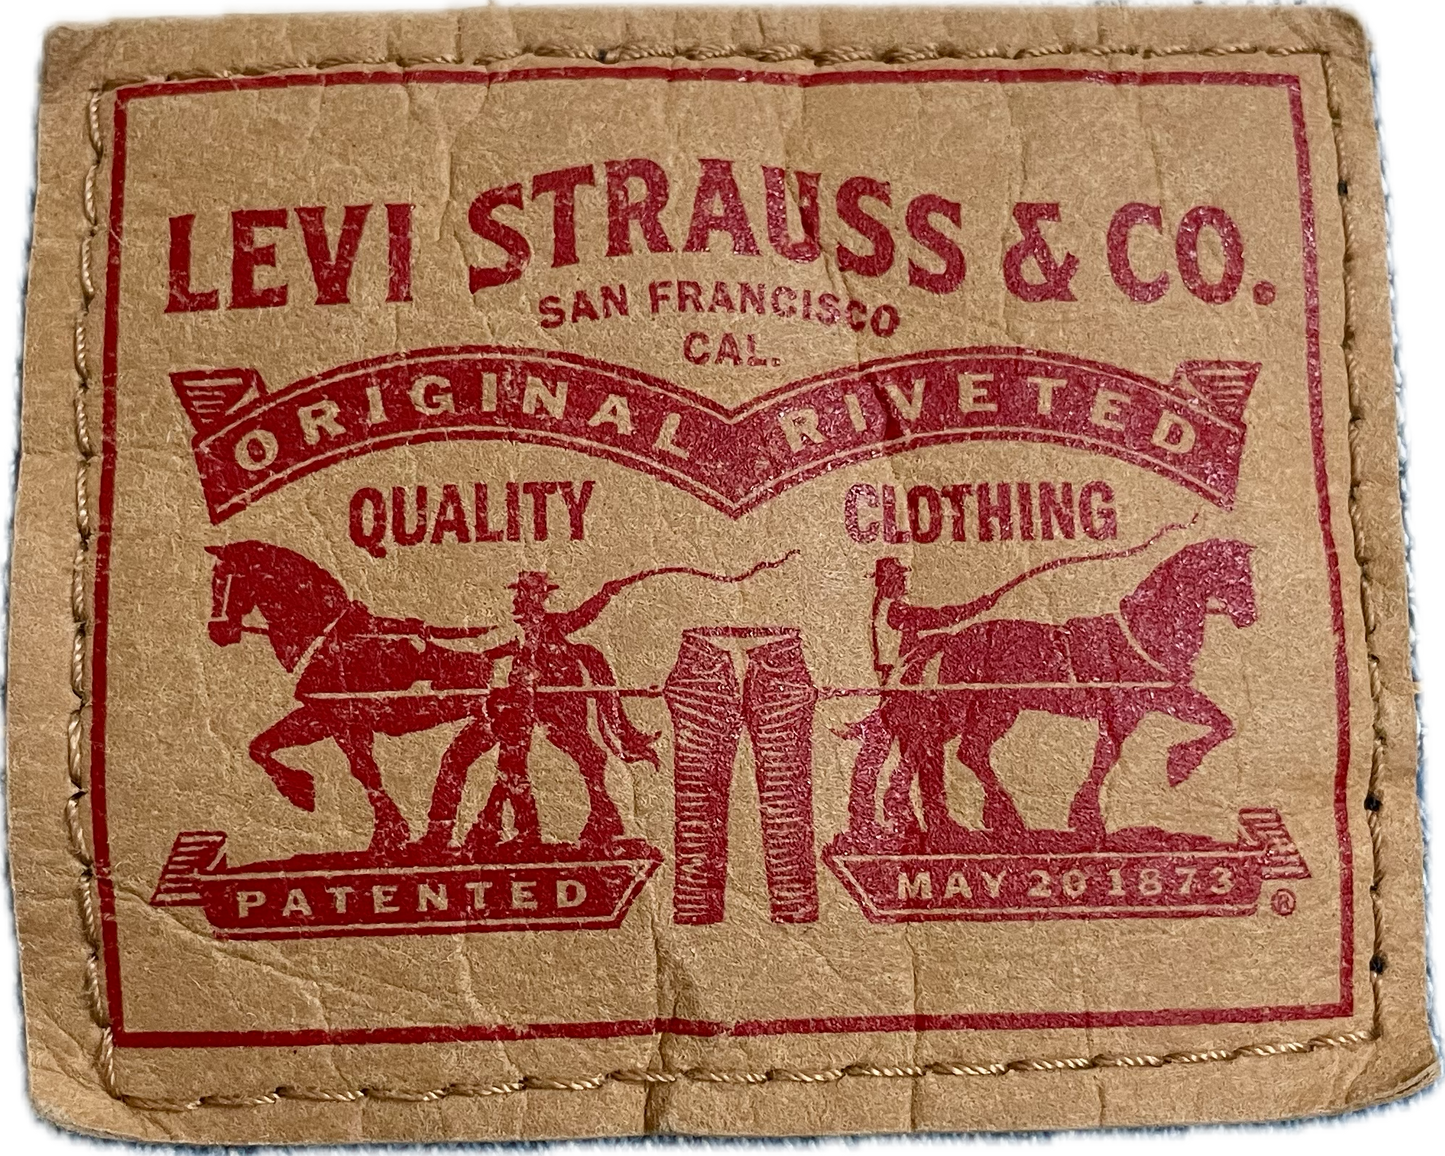 LEVI STRAUSS & CO.
SAN FRANCISCO
CAL.
ORIGINAL RIVETED
QUALITY CLOTHING
PATENTED MAY 20 1873 ®